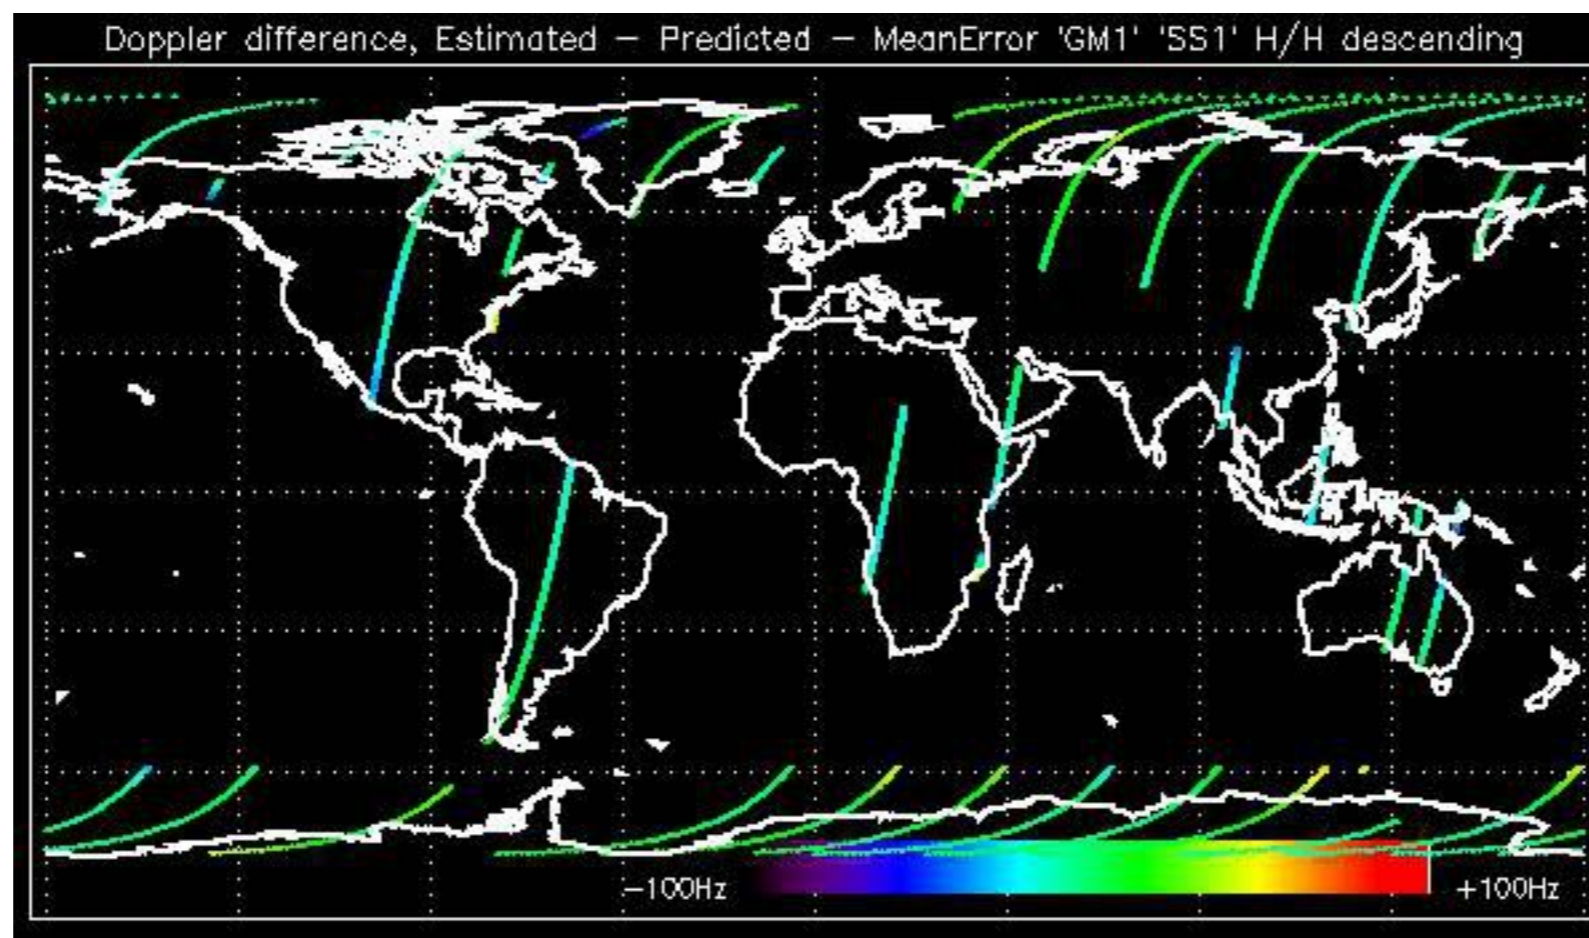 Doppler difference, Estimated – Predicted – MeanError 'GM1' 'SS1' H/H descending
-100Hz
+100Hz